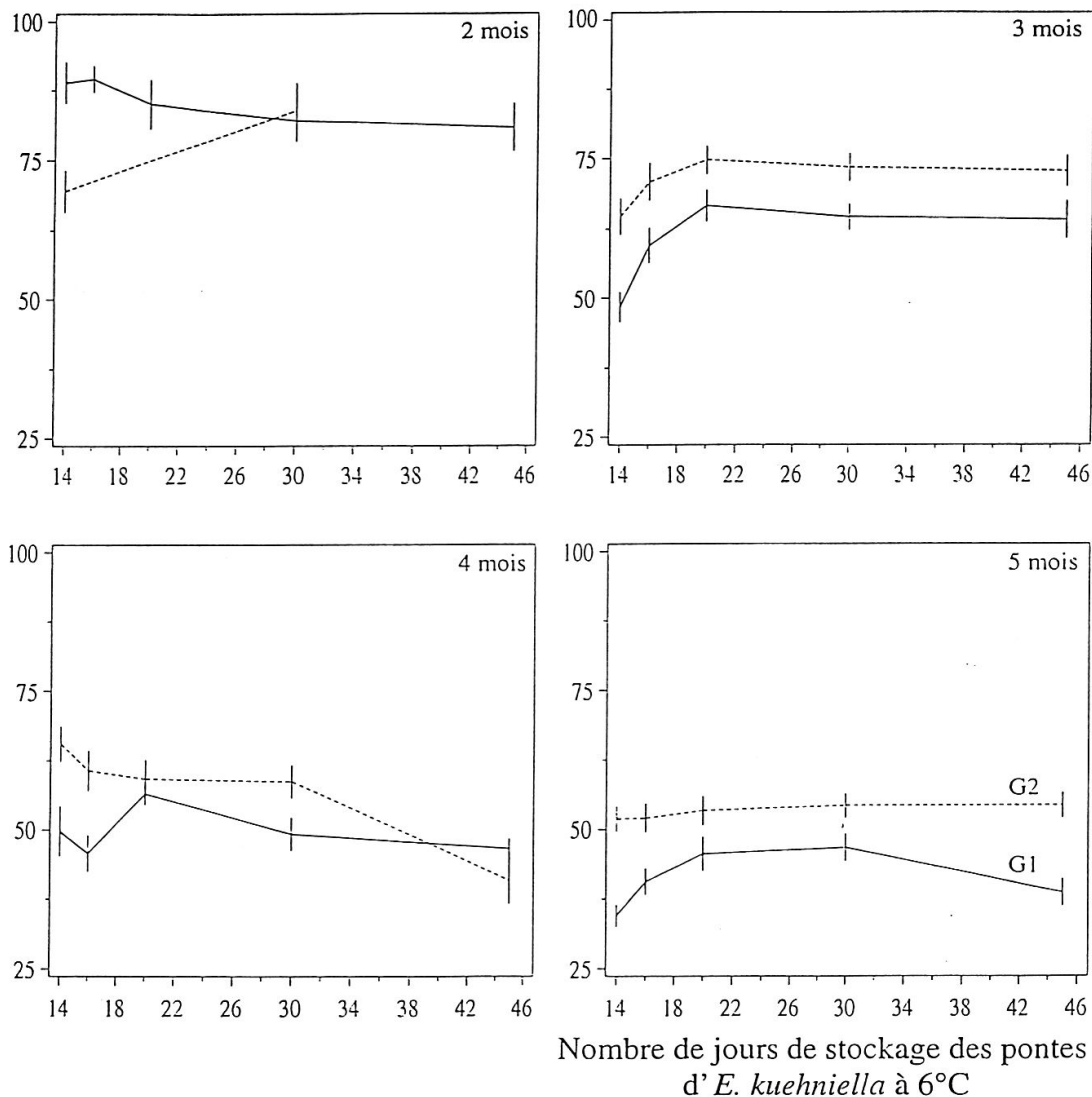 2 mois
100
75
50
25
14 18 22 26 30 34 38 42 46
3 mois
100
75
50
25
14 18 22 26 30 34 38 42 46
4 mois
100
75
50
25
14 18 22 26 30 34 38 42 46
5 mois
100
75
50
25
G2
G1
14 18 22 26 30 34 38 42 46
Nombre de jours de stockage des pontes
d' E. kuehniella à 6°C